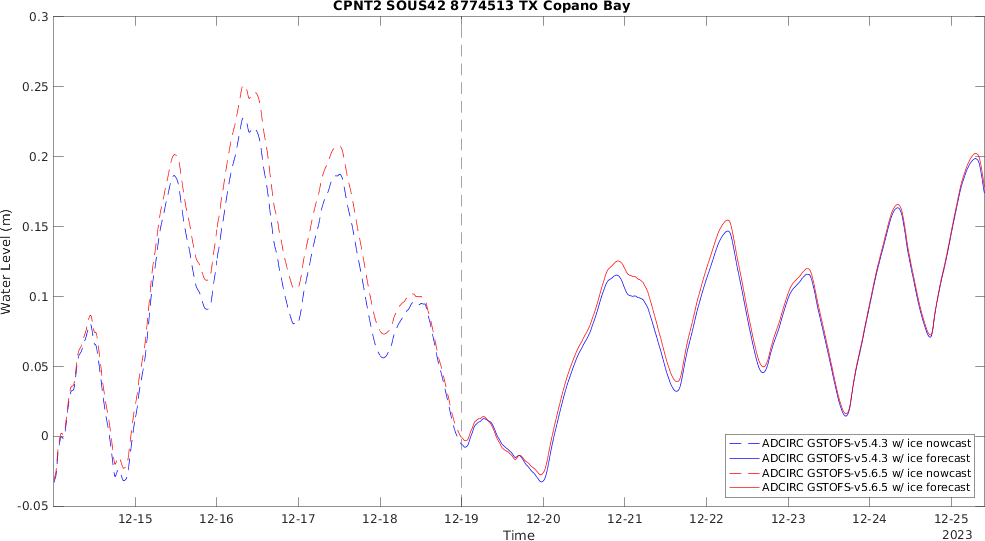 CPNT2 SOUS42 8774513 TX Copano Bay
0.3
0.25
0.2
0.15
0.1
0.05
0
-0.05
Water Level (m)
12-15 12-16 12-17 12-18 12-19 12-20 12-21 12-22 12-23 12-24 12-25
Time
2023
ADCIRC GSTOFS-v5.4.3 w/ ice nowcast
ADCIRC GSTOFS-v5.4.3 w/ ice forecast
ADCIRC GSTOFS-v5.6.5 w/ ice nowcast
ADCIRC GSTOFS-v5.6.5 w/ ice forecast